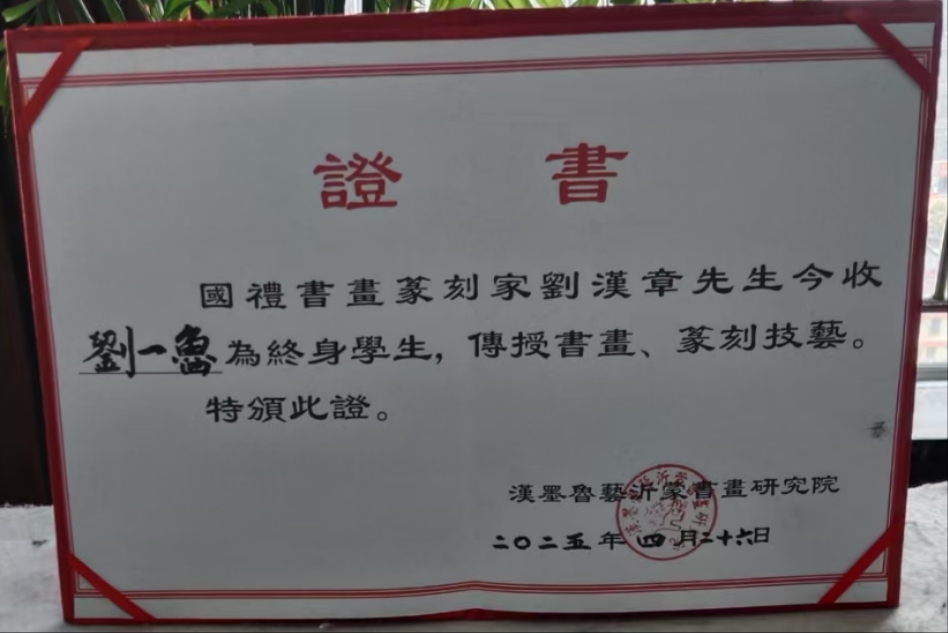 證書
國禮書畫篆刻家劉漢章先生今收
劉一魯為終身學生，傳授書畫、篆刻技藝。
特頒此證。
漢墨魯藝沂蒙書畫研究院
二〇二五年四月二十六日